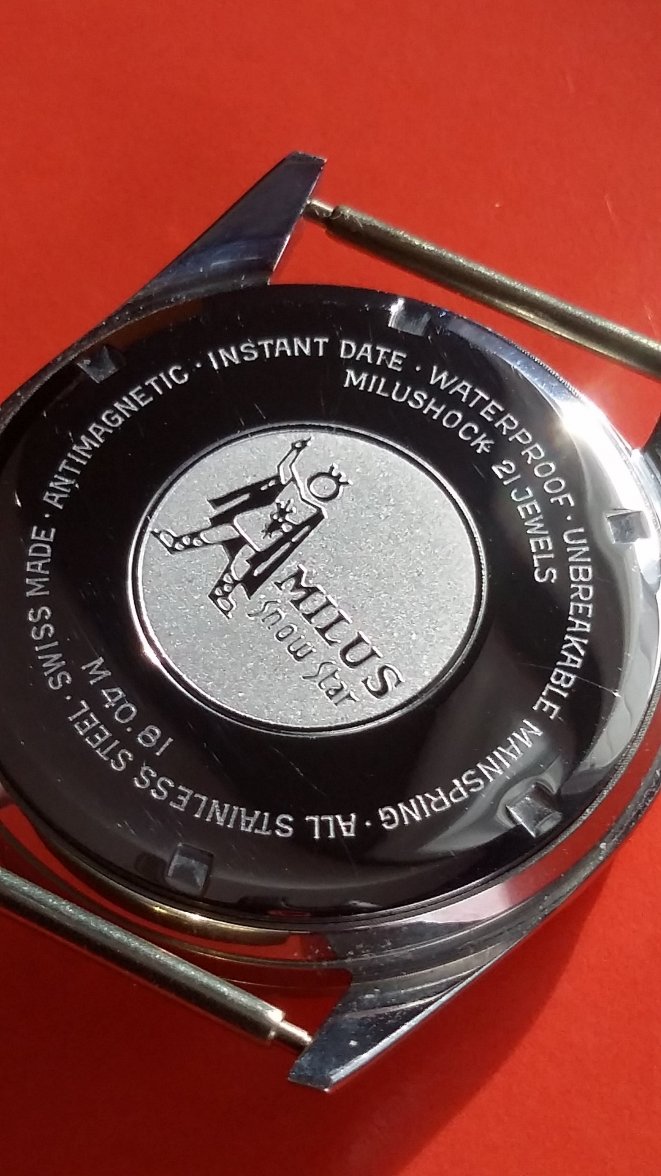 ANTIMAGNETIC · INSTANT DATE · WATERPROOF · UNBREAKABLE MAINSPRING · ALL STAINLESS STEEL · SWISS MADE ·
MILUSHOCK - 21 JEWELS
MILUS
Snow Star
M 40.81